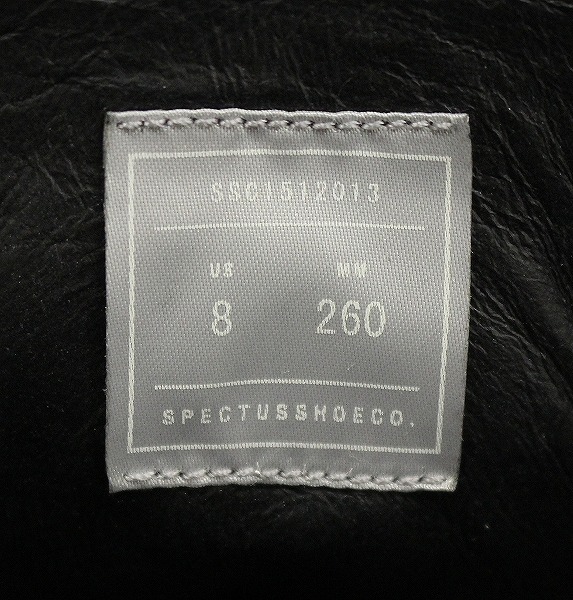 SSC1512013
US MM
8 260
SPECTUSSHOECO.